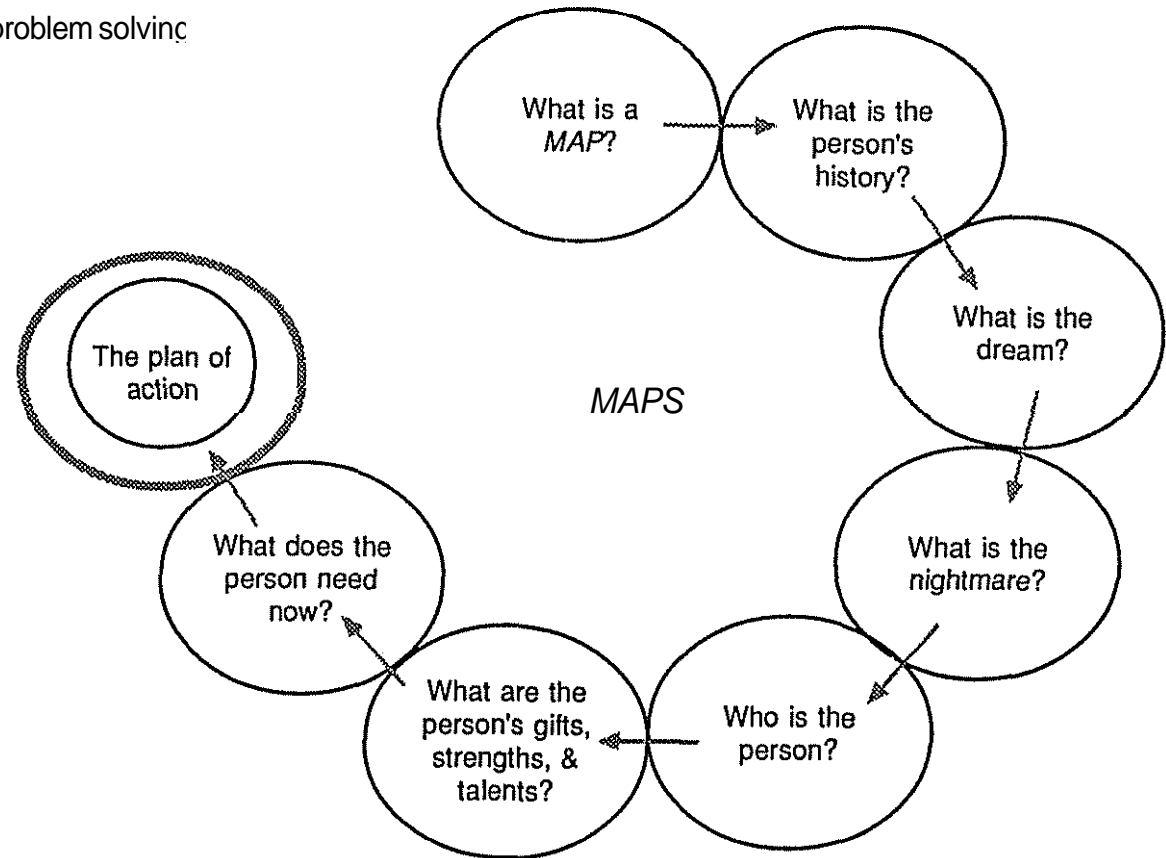 problem solving
What is a
MAP?
What is the
person's
history?
What is the
dream?
What is the
nightmare?
Who is the
person?
What are the
person's gifts,
strengths, &
talents?
What does the
person need
now?
The plan of
action
MAPS